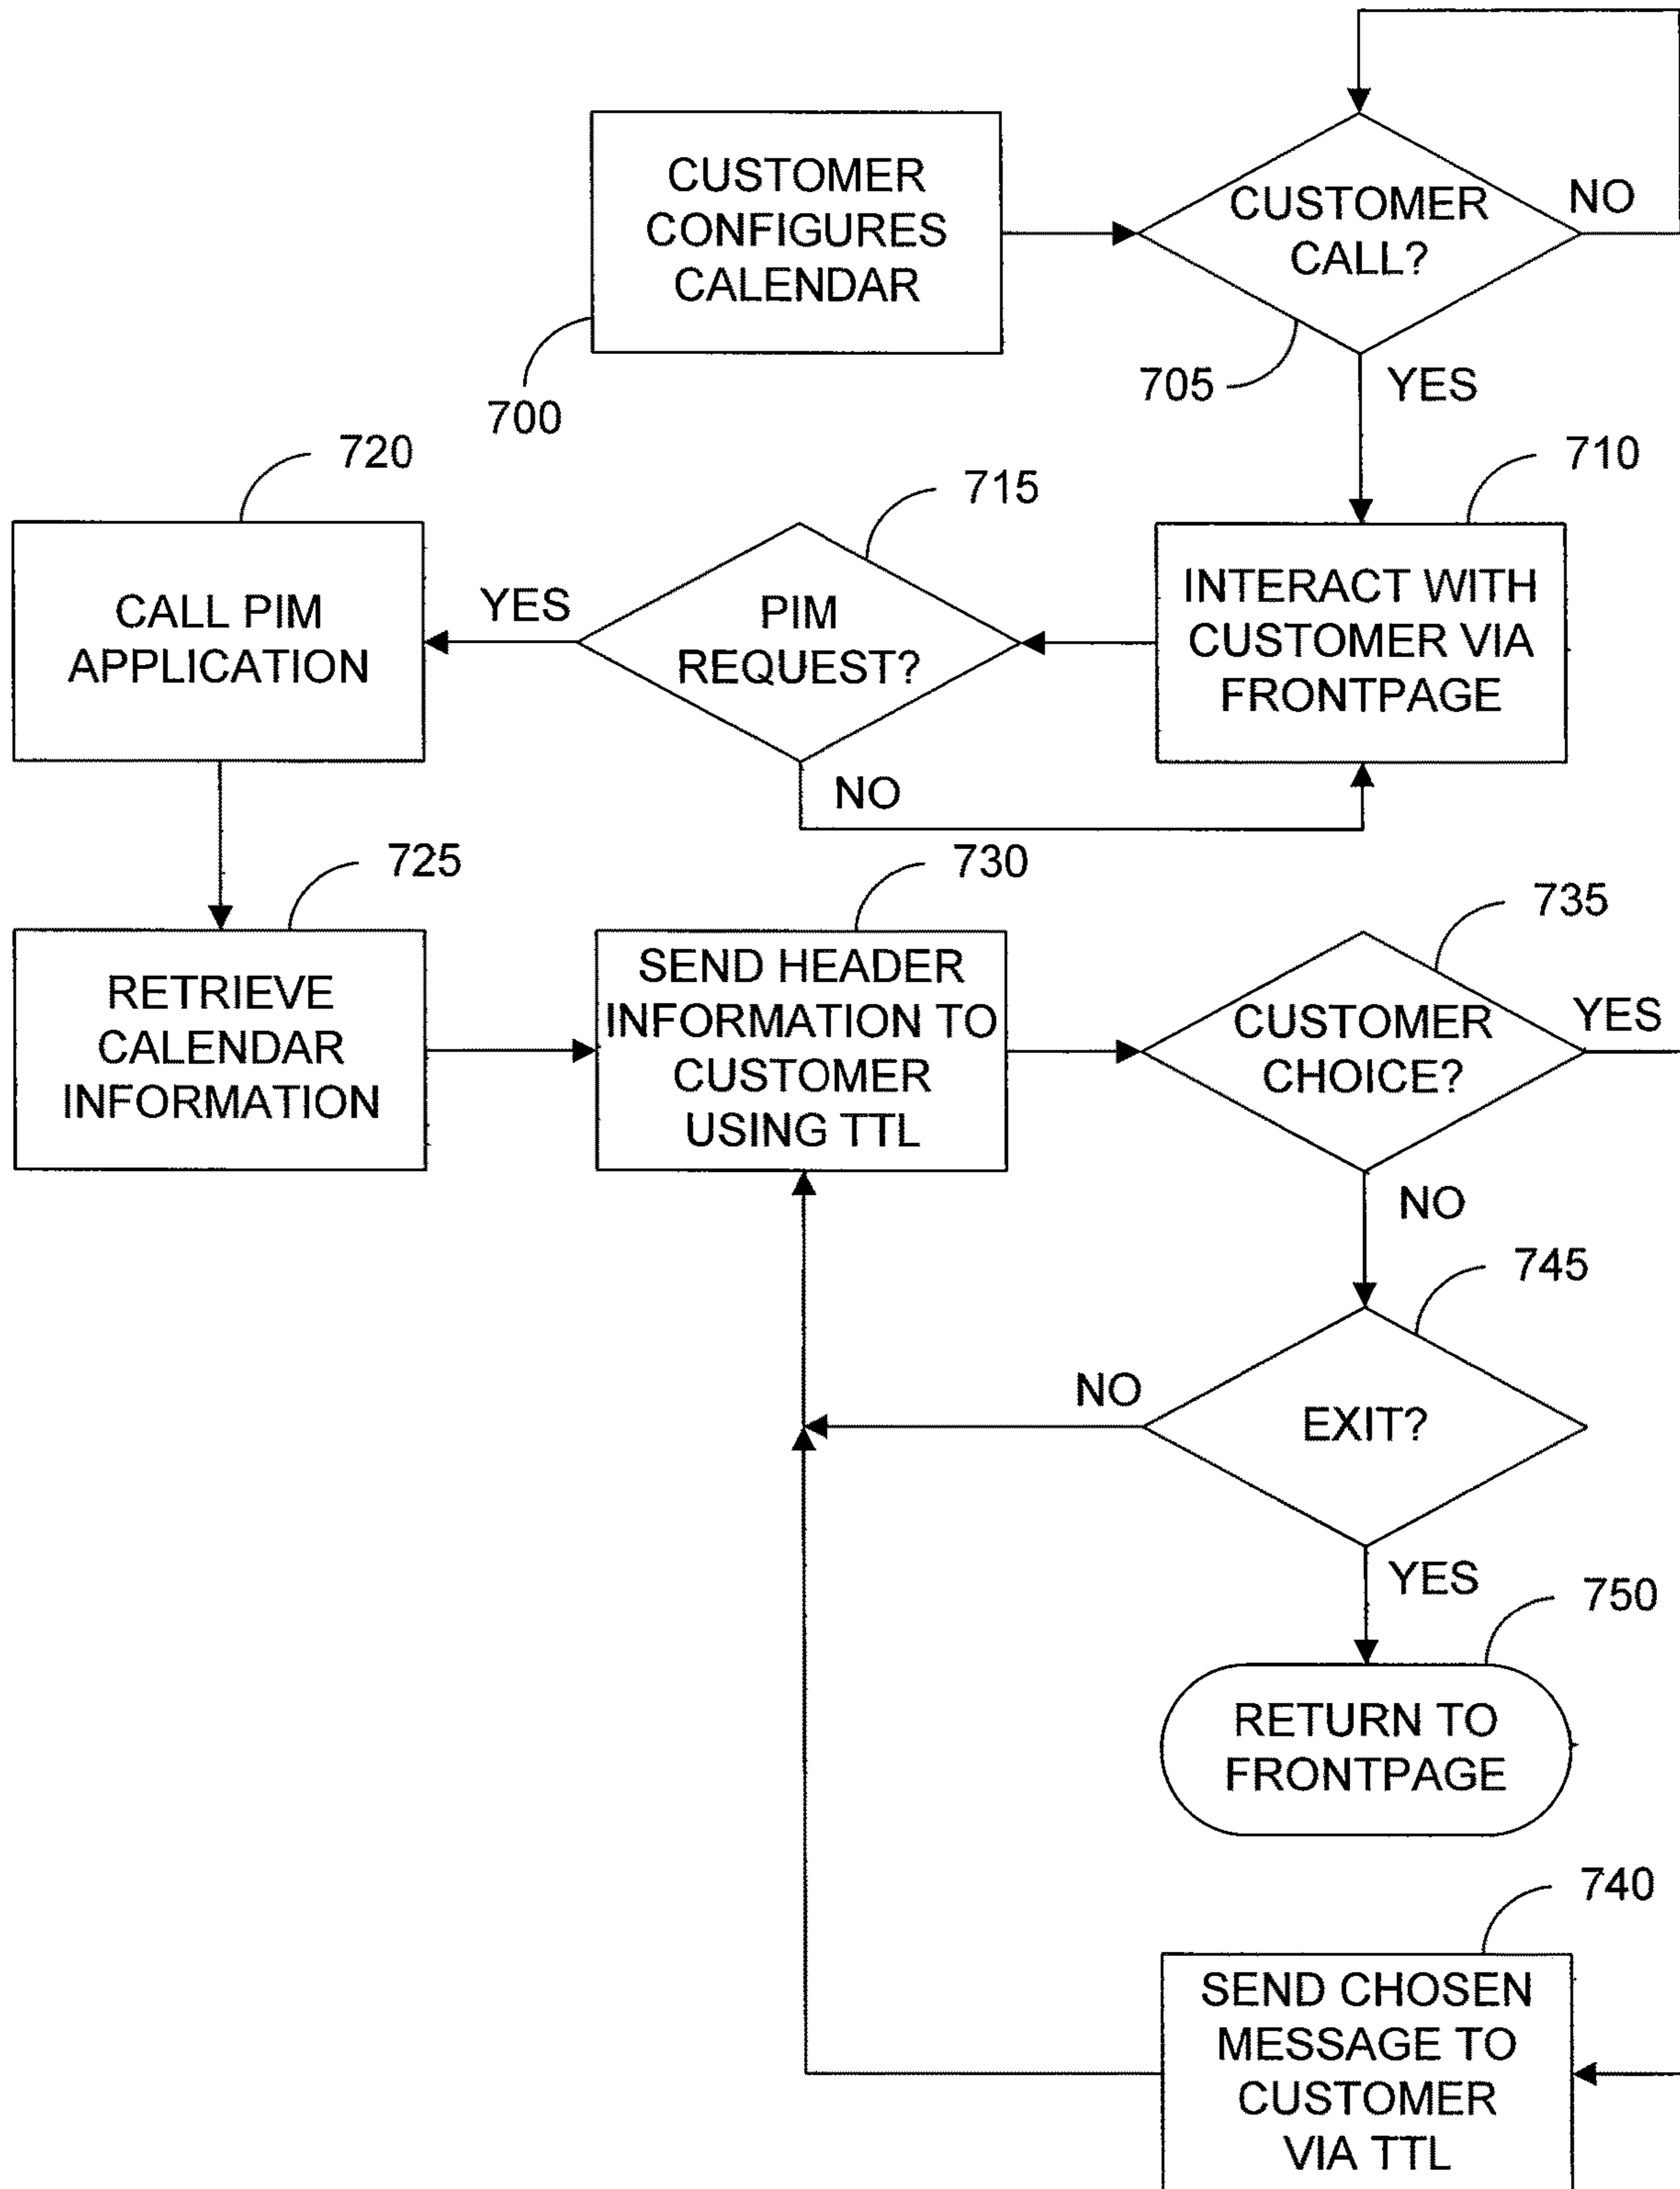 CUSTOMER
CONFIGURES
CALENDAR
700
CUSTOMER
CALL?
NO
705
YES
720
715
710
CALL PIM
APPLICATION
YES
PIM
REQUEST?
INTERACT WITH
CUSTOMER VIA
FRONTPAGE
NO
725
730
735
RETRIEVE
CALENDAR
INFORMATION
SEND HEADER
INFORMATION TO
CUSTOMER
USING TTL
CUSTOMER
CHOICE?
YES
NO
745
NO
EXIT?
YES
750
RETURN TO
FRONTPAGE
740
SEND CHOSEN
MESSAGE TO
CUSTOMER
VIA TTL